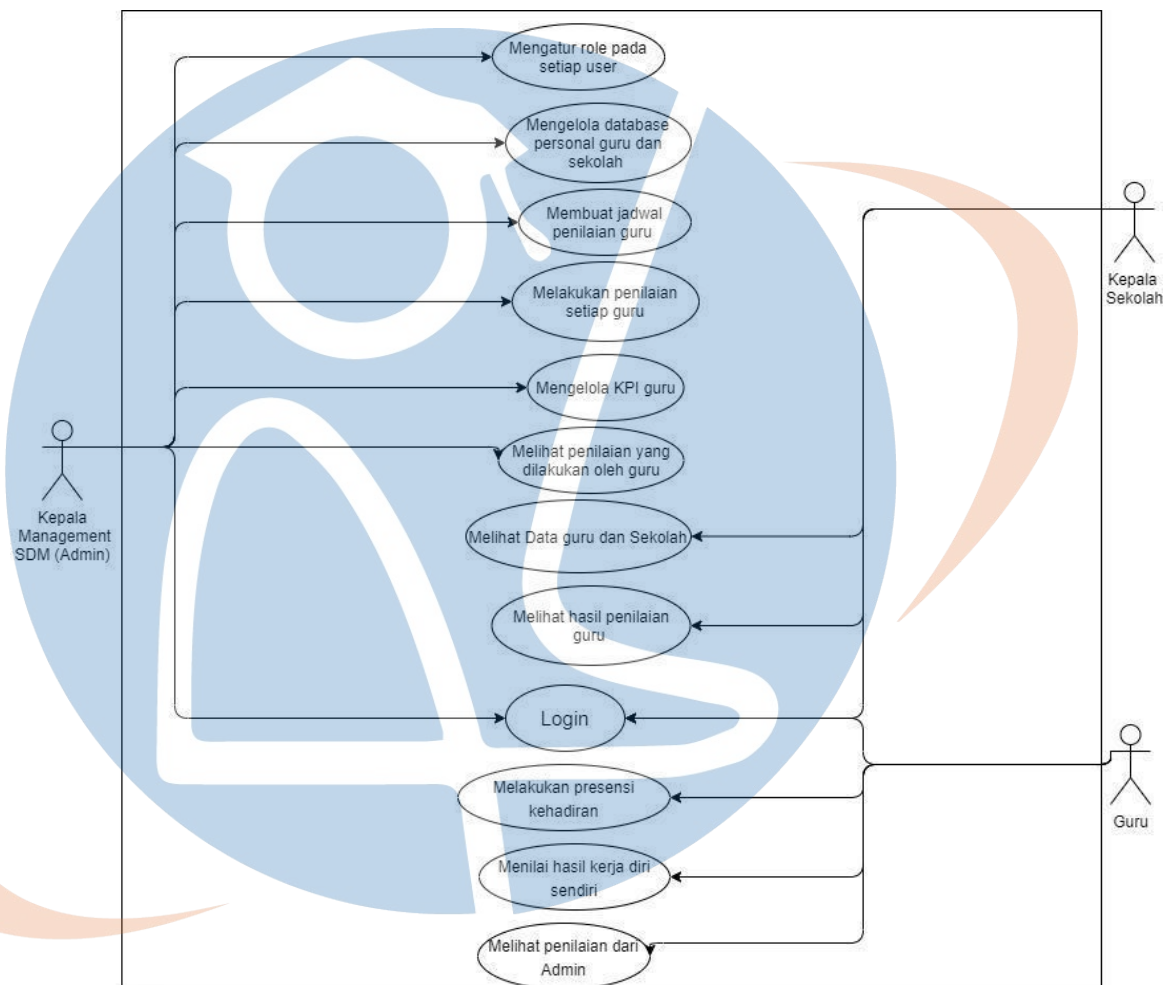 Mengatur role pada
setiap user
Mengelola database
personal guru dan
sekolah
Membuat jadwal
penilaian guru
Kepala
Sekolah
Melakukan penilaian
setiap guru
Mengelola KPI guru
Melihat penilaian yang
dilakukan oleh guru
Kepala
Management
SDM (Admin)
Melihat Data guru dan Sekolah
Melihat hasil penilaian
guru
Login
Melakukan presensi
kehadiran
Guru
Menilai hasil kerja diri
sendiri
Melihat penilaian dari
Admin